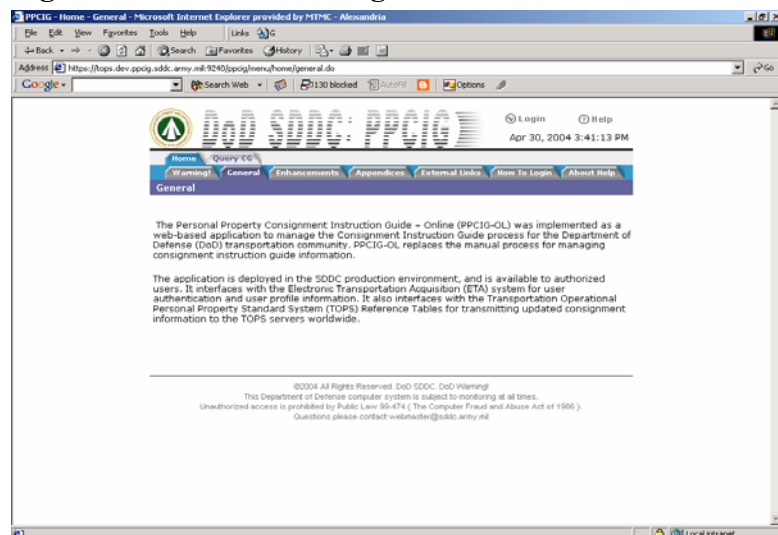 PPCIG - Home - General - Microsoft Internet Explorer provided by MTMC - Alexandria
File Edit View Favorites Tools Help Links G
Back Search Favorites History
Address https://tops.dev.ppcig.sddc.army.mil:9240/ppcig/menu/home/general.do Go
Google Search Web 130 blocked AutoFill Options
DoD SDDC: PPCIG
Login Help
Apr 30, 2004 3:41:13 PM
Home Query CG
Warning! General Enhancements Appendices External Links How To Login About Help
General
The Personal Property Consignment Instruction Guide – Online (PPCIG-OL) was implemented as a
web-based application to manage the Consignment Instruction Guide process for the Department of
Defense (DoD) transportation community. PPCIG-OL replaces the manual process for managing
consignment instruction guide information.
The application is deployed in the SDDC production environment, and is available to authorized
users. It interfaces with the Electronic Transportation Acquisition (ETA) system for user
authentication and user profile information. It also interfaces with the Transportation Operational
Personal Property Standard System (TOPS) Reference Tables for transmitting updated consignment
information to the TOPS servers worldwide.
©2004 All Rights Reserved. DoD SDDC. DoD Warning!
This Department of Defense computer system is subject to monitoring at all times.
Unauthorized access is prohibited by Public Law 99-474 ( The Computer Fraud and Abuse Act of 1986 ).
Questions please contact webmaster@sddc.army.mil
Local intranet